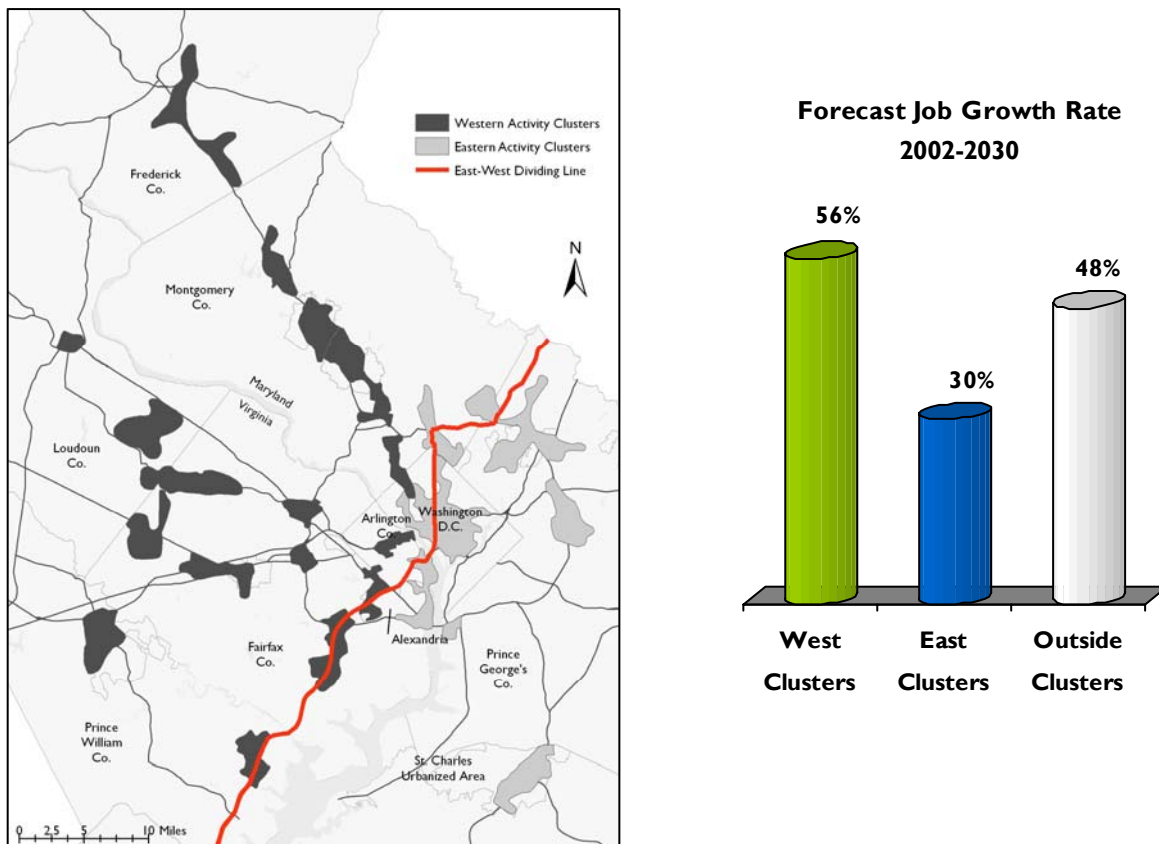 Western Activity Clusters
Eastern Activity Clusters
East-West Dividing Line
N
Frederick
Co.
Montgomery
Co.
Maryland
Virginia
Loudoun
Co.
Arlington
Co.
Washington
D.C.
Alexandria
Fairfax
Co.
Prince
George's
Co.
Prince
William
Co.
St. Charles
Urbanized Area
0 2.5 5 10 Miles
Forecast Job Growth Rate
2002-2030
56%
30%
48%
West
Clusters
East
Clusters
Outside
Clusters